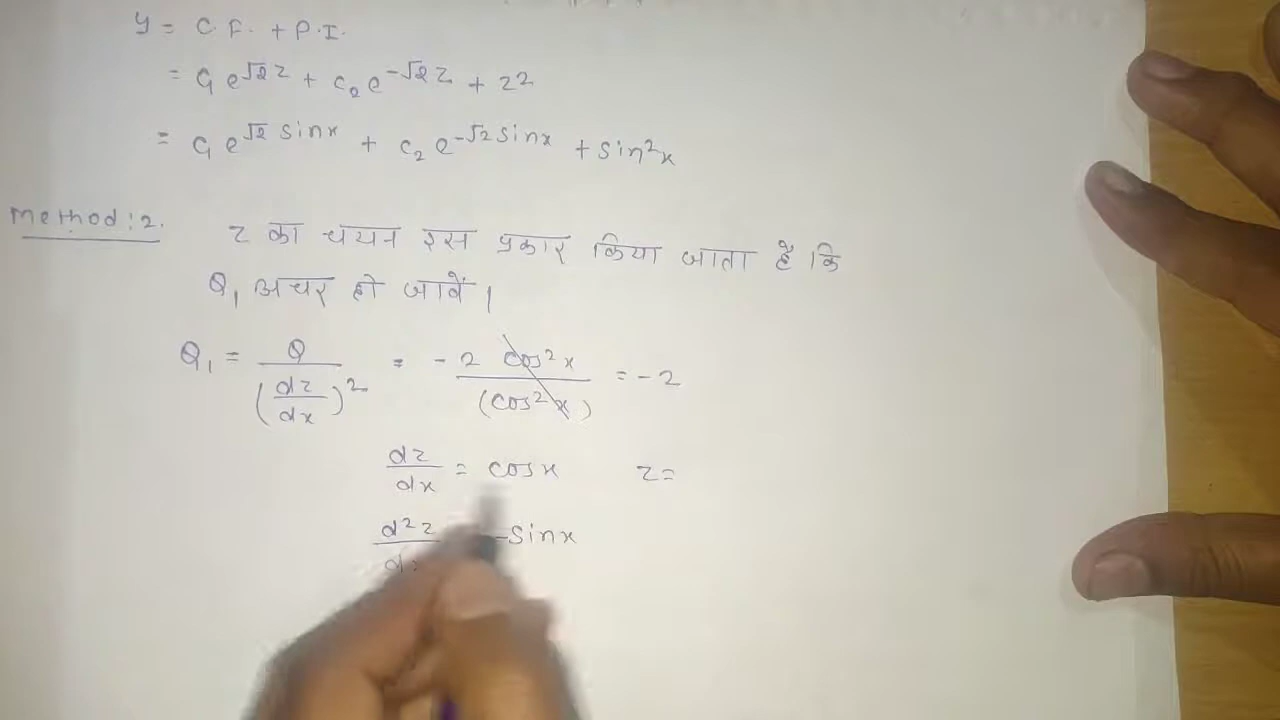 y = C.F. + P.I.
= C₁ e^√2 z + c₂ e^-√2 z + z²
= C₁ e^√2 sinx + c₂ e^-√2 sinx + sin²x
Method:2. z का चयन इस प्रकार किया जाता है कि
Q₁ अचर हो जावें।
Q₁ = Q / (dz/dx)² = -2 cos²x / (cos²x) = -2
dz/dx = cosx z=
d²z -sinx